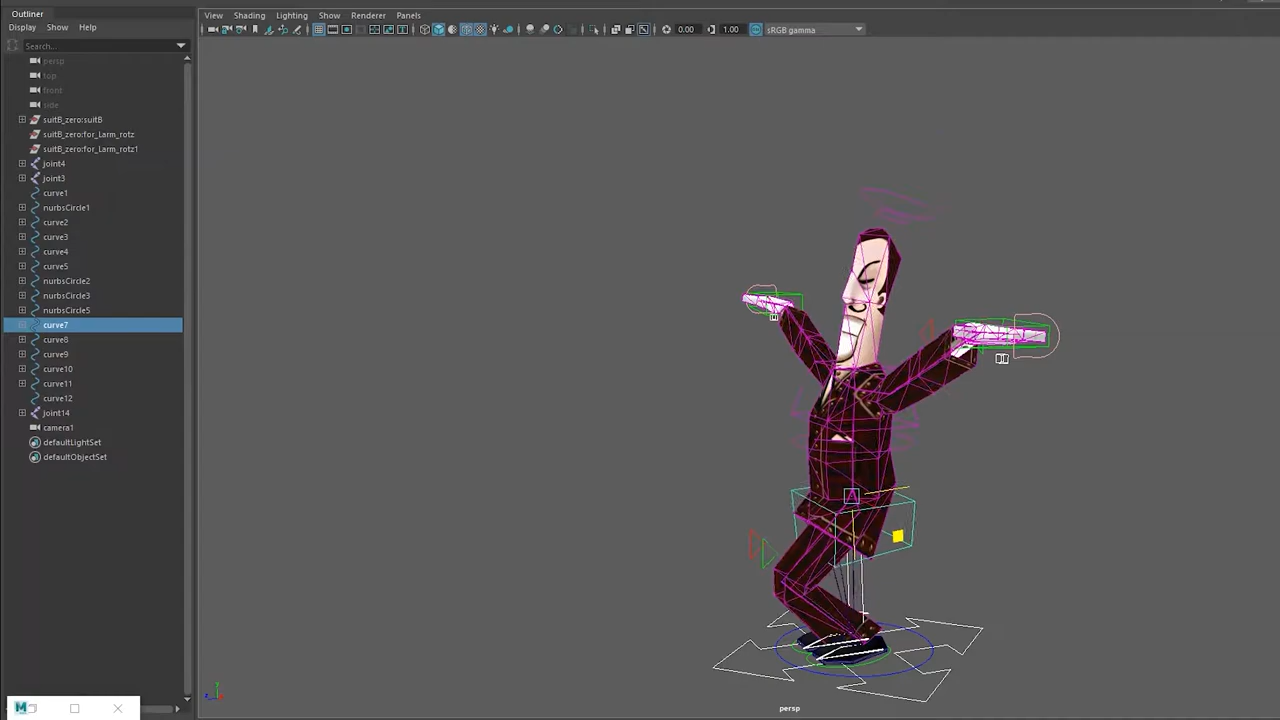 Outliner
Display Show Help
Search...
persp
top
front
side
suitB_zero:suitB
suitB_zero:for_Larm_rotz
suitB_zero:for_Larm_rotz1
joint4
joint3
curve1
nurbsCircle1
curve2
curve3
curve4
curve5
nurbsCircle2
nurbsCircle3
nurbsCircle5
curve7
curve8
curve9
curve10
curve11
curve12
joint14
camera1
defaultLightSet
defaultObjectSet
View Shading Lighting Show Renderer Panels
0.00 1.00 sRGB gamma
persp